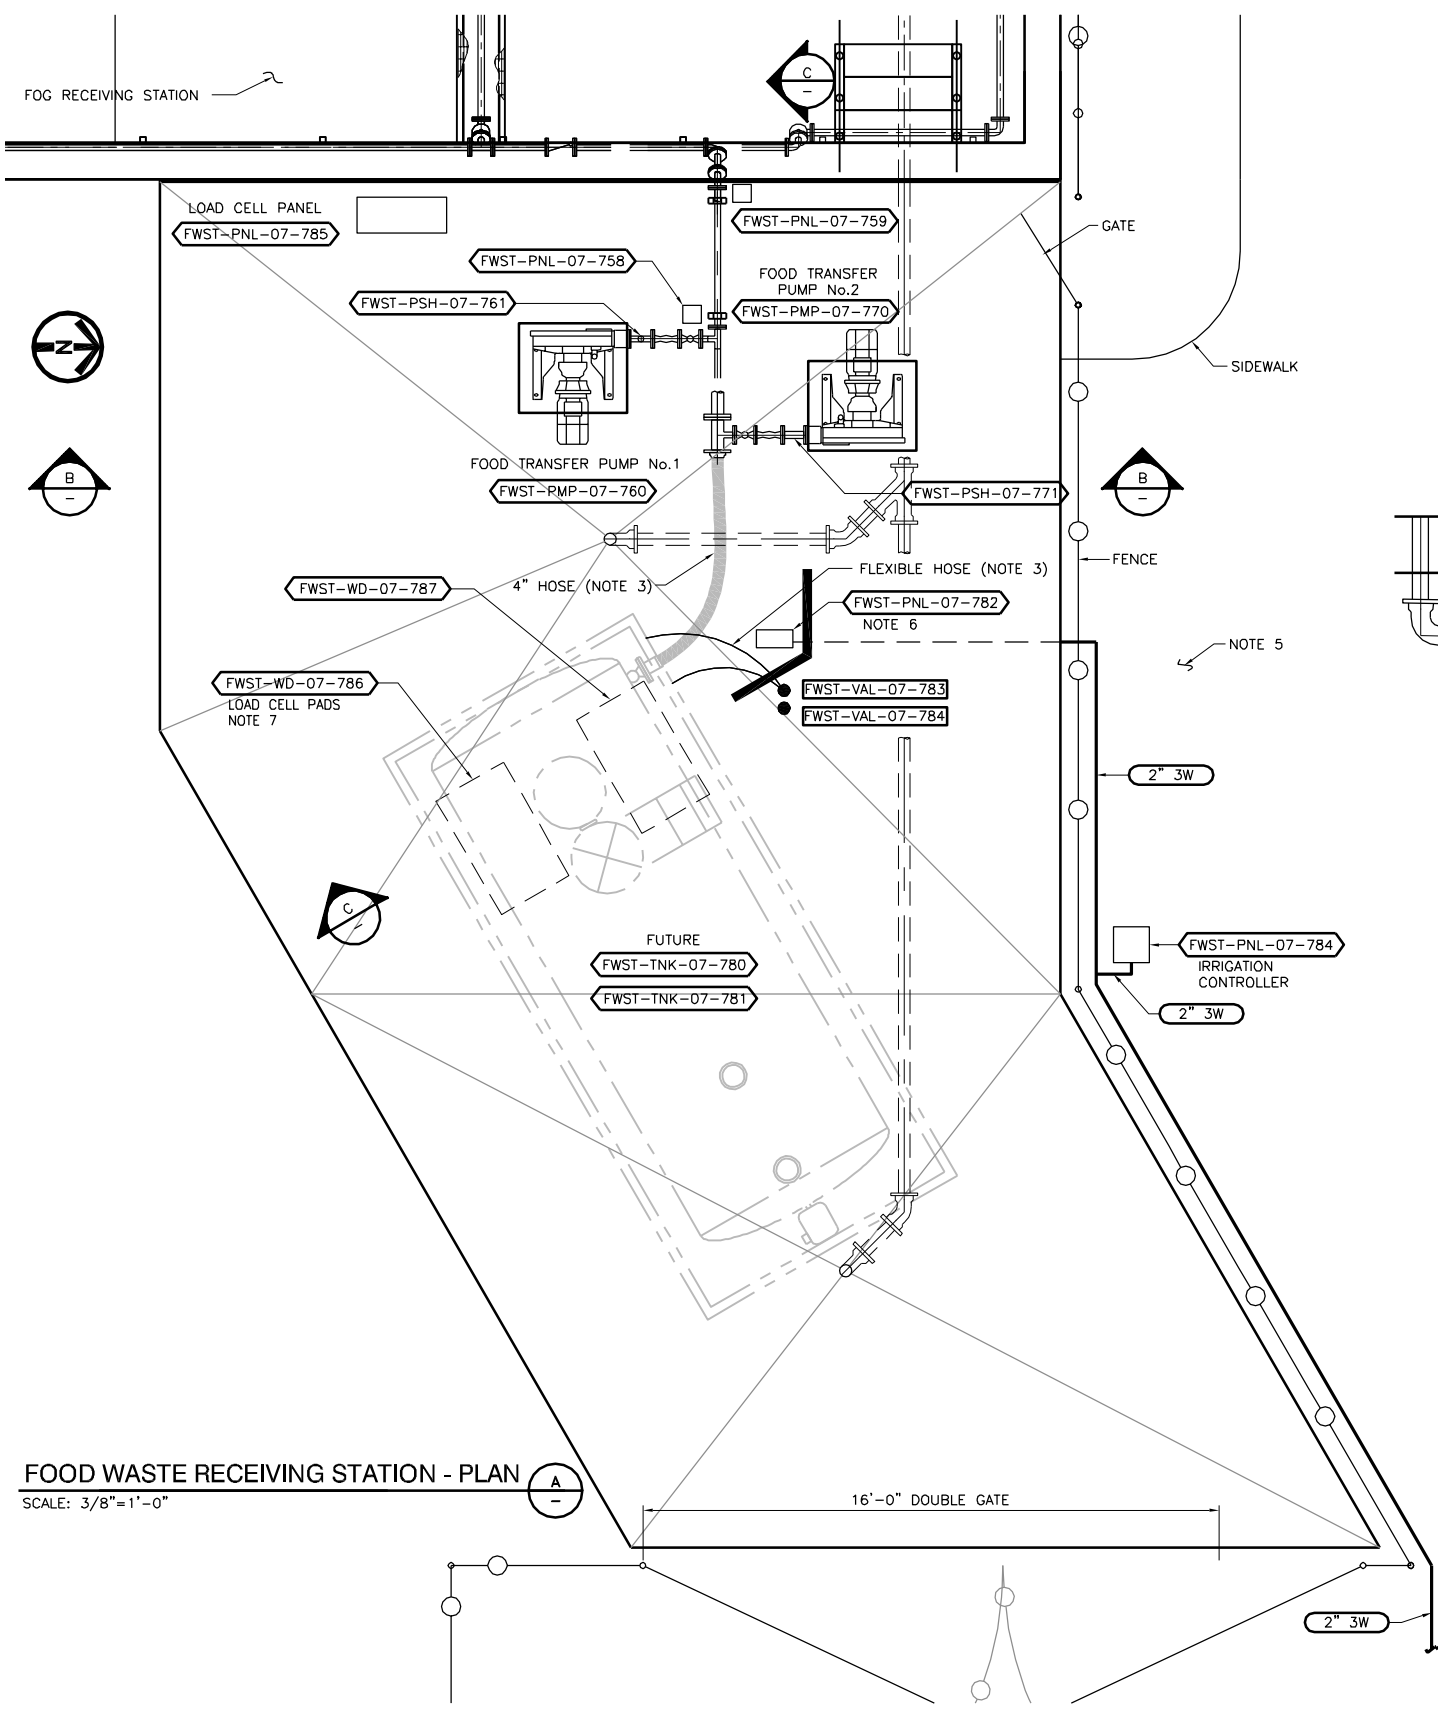 FOG RECEIVING STATION
C
–
LOAD CELL PANEL
FWST-PNL-07-785
FWST-PNL-07-759
GATE
FWST-PNL-07-758
FOOD TRANSFER
PUMP No.2
FWST-PSH-07-761
FWST-PMP-07-770
N
SIDEWALK
FOOD TRANSFER PUMP No.1
B
–
B
–
FWST-PMP-07-760
FWST-PSH-07-771
FENCE
FLEXIBLE HOSE (NOTE 3)
FWST-WD-07-787
4" HOSE (NOTE 3)
FWST-PNL-07-782
NOTE 6
NOTE 5
FWST-WD-07-786
LOAD CELL PADS
NOTE 7
FWST-VAL-07-783
FWST-VAL-07-784
2" 3W
C
–
FUTURE
FWST-TNK-07-780
FWST-TNK-07-781
FWST-PNL-07-784
IRRIGATION
CONTROLLER
2" 3W
FOOD WASTE RECEIVING STATION - PLAN
A
–
SCALE: 3/8"=1'-0"
16'-0" DOUBLE GATE
2" 3W